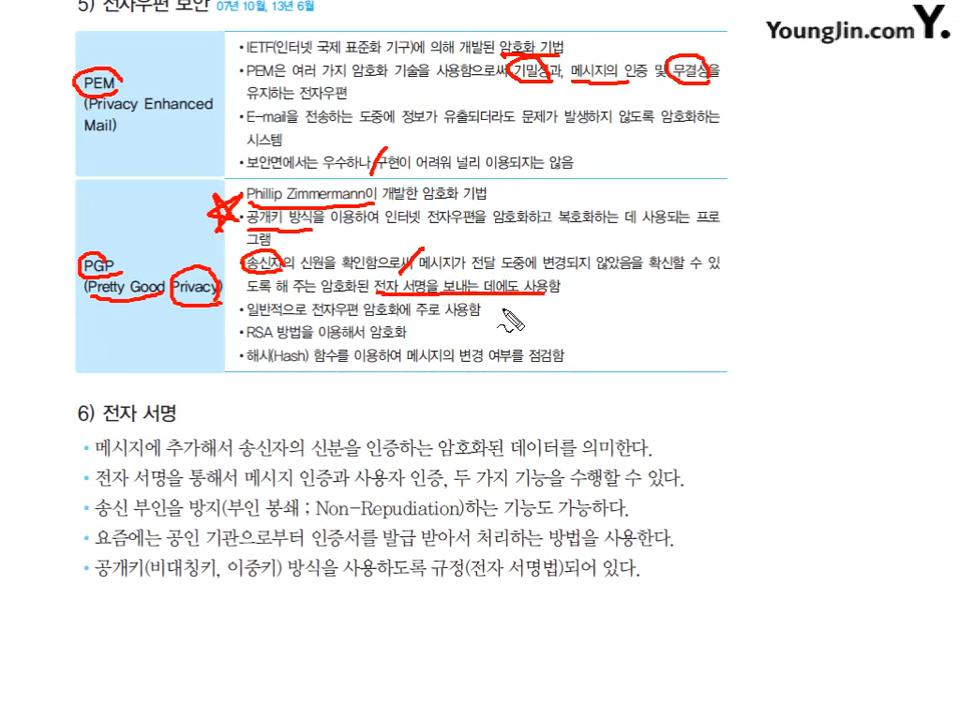 5) 전자우편 보안 07년 10월, 13년 6월
YoungJin.com Y.
PEM
(Privacy Enhanced
Mail)
• IETF(인터넷 국제 표준화 기구)에 의해 개발된 암호화 기법
• PEM은 여러 가지 암호화 기술을 사용함으로써 기밀성과, 메시지의 인증 및 무결성을
유지하는 전자우편
• E-mail을 전송하는 도중에 정보가 유출되더라도 문제가 발생하지 않도록 암호화하는
시스템
• 보안면에서는 우수하나 구현이 어려워 널리 이용되지는 않음
PGP
(Pretty Good Privacy)
• Phillip Zimmermann이 개발한 암호화 기법
• 공개키 방식을 이용하여 인터넷 전자우편을 암호화하고 복호화하는 데 사용되는 프로
그램
• 송신자의 신원을 확인함으로써 메시지가 전달 도중에 변경되지 않았음을 확신할 수 있
도록 해 주는 암호화된 전자 서명을 보내는 데에도 사용함
• 일반적으로 전자우편 암호화에 주로 사용함
• RSA 방법을 이용해서 암호화
• 해시(Hash) 함수를 이용하여 메시지의 변경 여부를 점검함
6) 전자 서명
• 메시지에 추가해서 송신자의 신분을 인증하는 암호화된 데이터를 의미한다.
• 전자 서명을 통해서 메시지 인증과 사용자 인증, 두 가지 기능을 수행할 수 있다.
• 송신 부인을 방지(부인 봉쇄 ; Non-Repudiation)하는 기능도 가능하다.
• 요즘에는 공인 기관으로부터 인증서를 발급 받아서 처리하는 방법을 사용한다.
• 공개키(비대칭키, 이중키) 방식을 사용하도록 규정(전자 서명법)되어 있다.